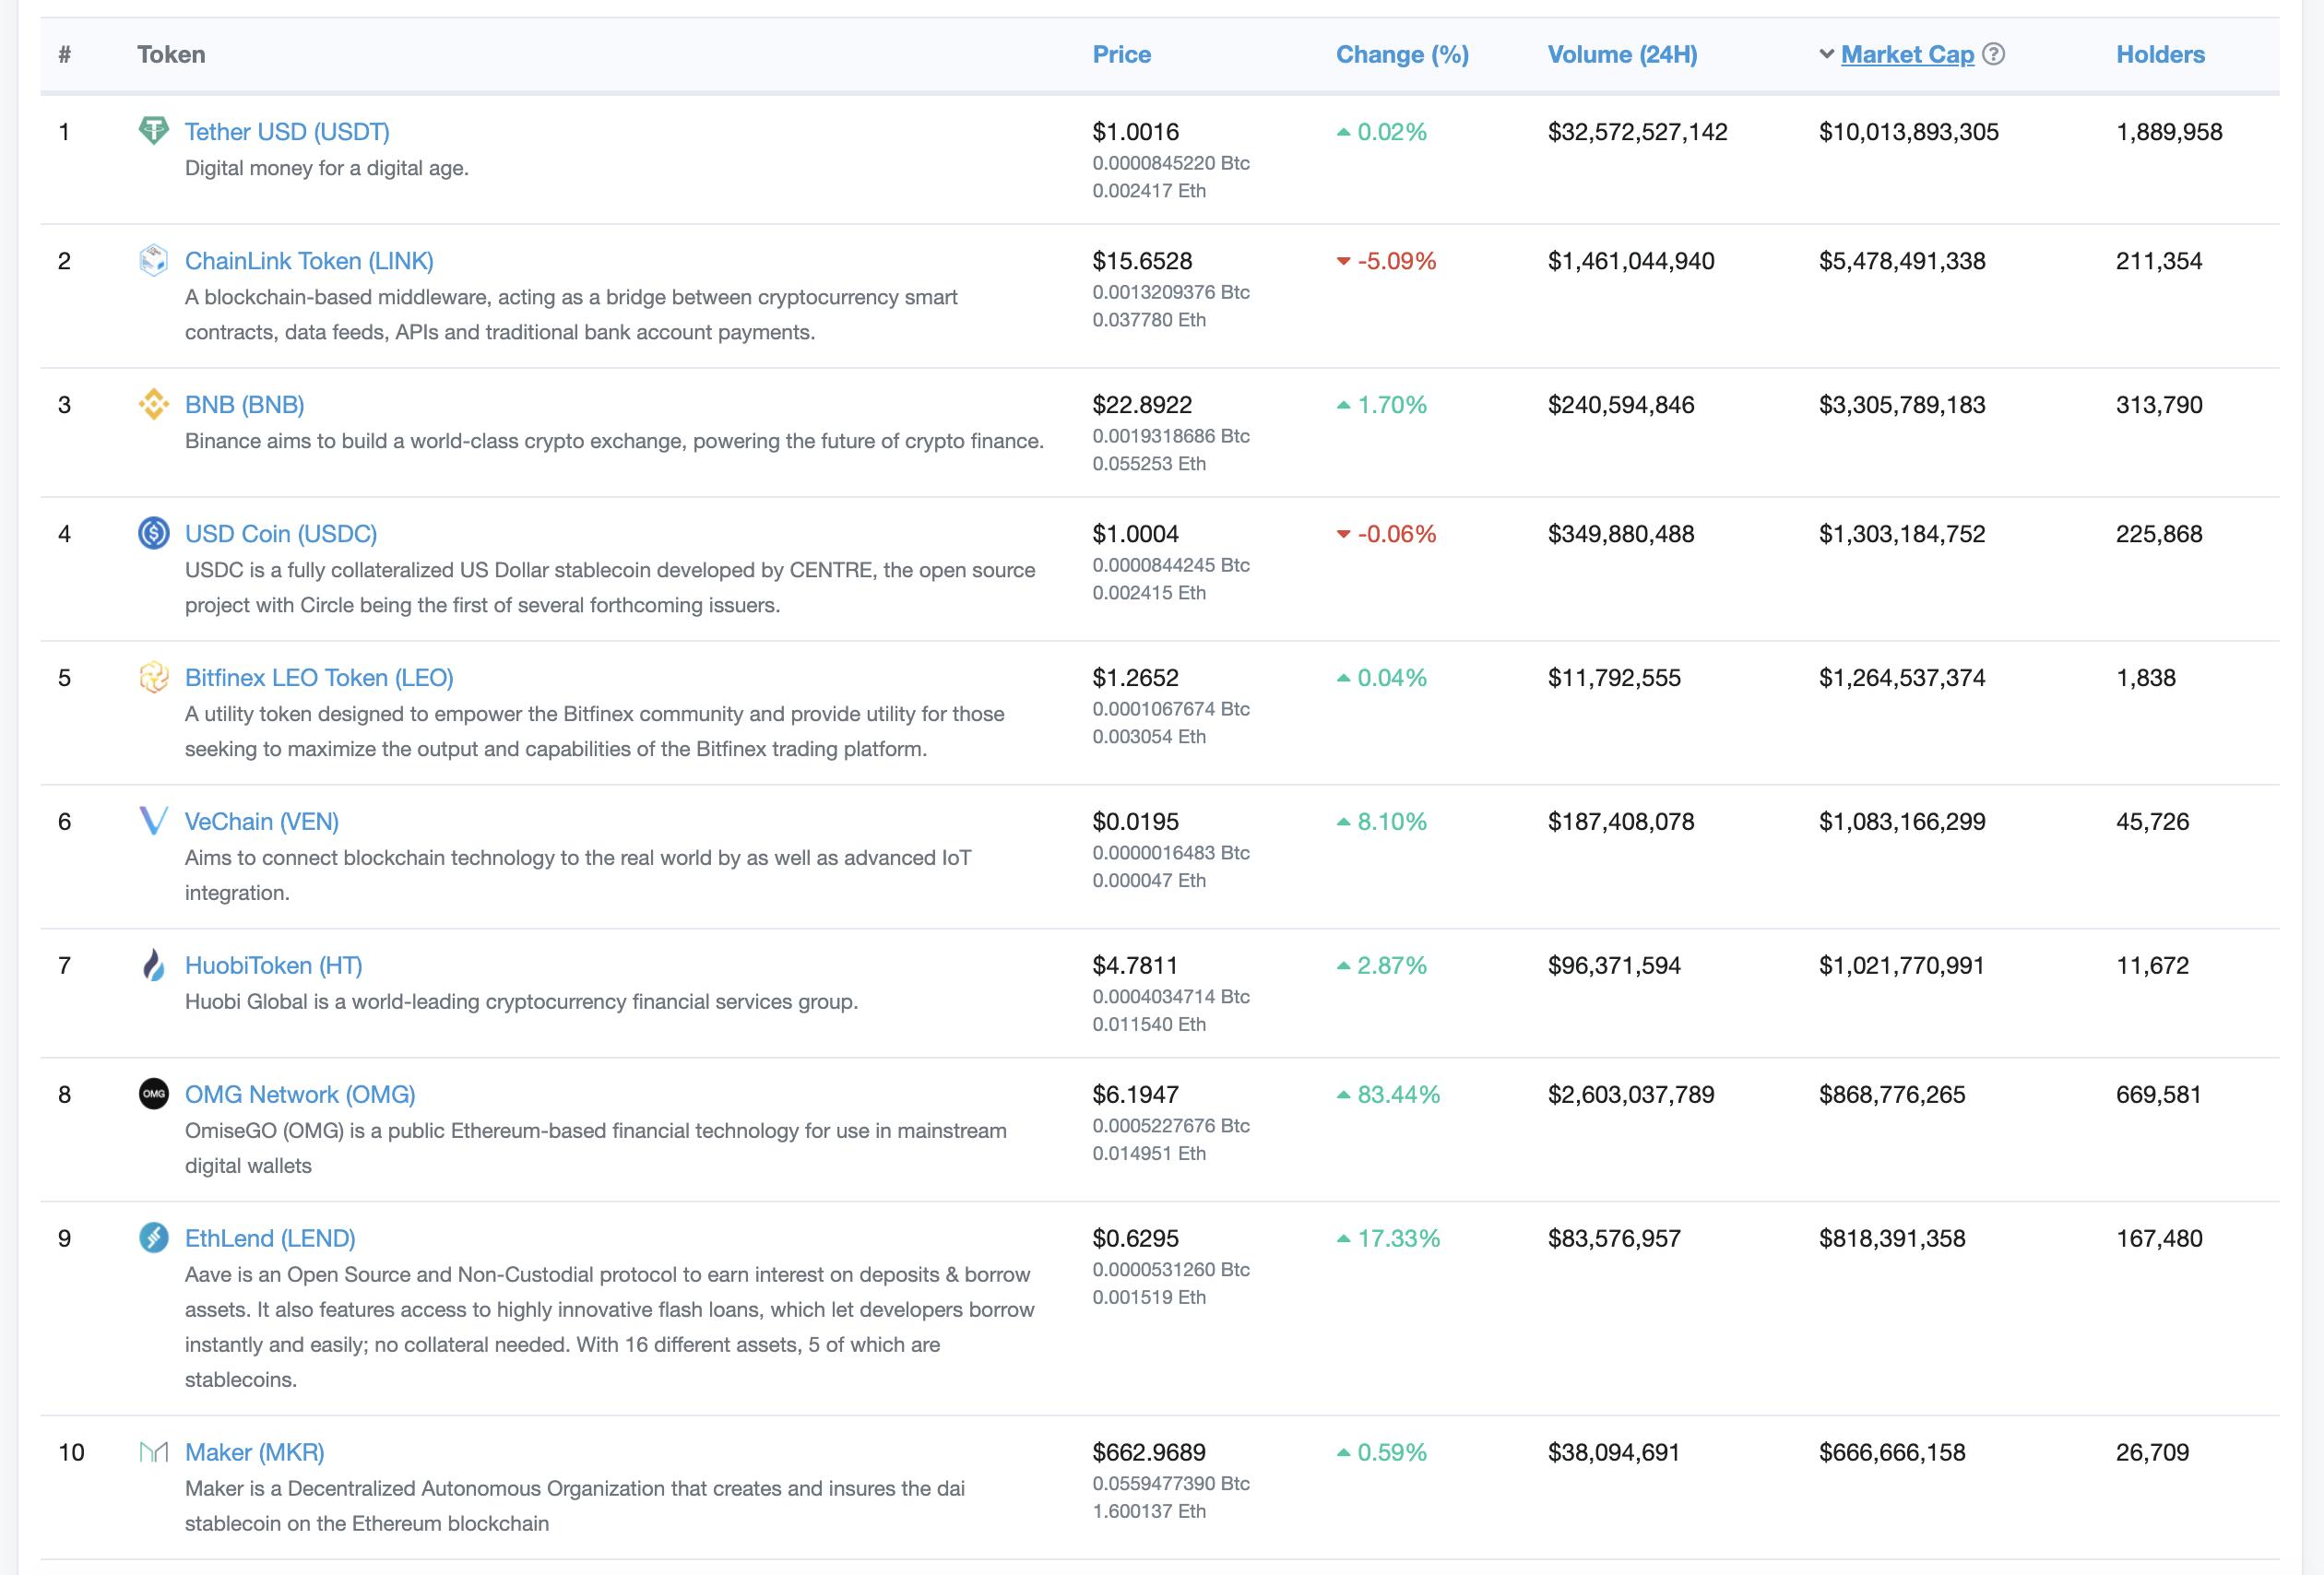 # Token Price Change (%) Volume (24H) Market Cap ? Holders
1 Tether USD (USDT) $1.0016 0.02% $32,572,527,142 $10,013,893,305 1,889,958
Digital money for a digital age. 0.0000845220 Btc
0.002417 Eth
2 ChainLink Token (LINK) $15.6528 -5.09% $1,461,044,940 $5,478,491,338 211,354
A blockchain-based middleware, acting as a bridge between cryptocurrency smart 0.0013209376 Btc
contracts, data feeds, APIs and traditional bank account payments. 0.037780 Eth
3 BNB (BNB) $22.8922 1.70% $240,594,846 $3,305,789,183 313,790
Binance aims to build a world-class crypto exchange, powering the future of crypto finance. 0.0019318686 Btc
0.055253 Eth
4 USD Coin (USDC) $1.0004 -0.06% $349,880,488 $1,303,184,752 225,868
USDC is a fully collateralized US Dollar stablecoin developed by CENTRE, the open source 0.0000844245 Btc
project with Circle being the first of several forthcoming issuers. 0.002415 Eth
5 Bitfinex LEO Token (LEO) $1.2652 0.04% $11,792,555 $1,264,537,374 1,838
A utility token designed to empower the Bitfinex community and provide utility for those 0.0001067674 Btc
seeking to maximize the output and capabilities of the Bitfinex trading platform. 0.003054 Eth
6 VeChain (VEN) $0.0195 8.10% $187,408,078 $1,083,166,299 45,726
Aims to connect blockchain technology to the real world by as well as advanced IoT 0.0000016483 Btc
integration. 0.000047 Eth
7 HuobiToken (HT) $4.7811 2.87% $96,371,594 $1,021,770,991 11,672
Huobi Global is a world-leading cryptocurrency financial services group. 0.0004034714 Btc
0.011540 Eth
8 OMG OMG Network (OMG) $6.1947 83.44% $2,603,037,789 $868,776,265 669,581
OmiseGO (OMG) is a public Ethereum-based financial technology for use in mainstream 0.0005227676 Btc
digital wallets 0.014951 Eth
9 EthLend (LEND) $0.6295 17.33% $83,576,957 $818,391,358 167,480
Aave is an Open Source and Non-Custodial protocol to earn interest on deposits & borrow 0.0000531260 Btc
assets. It also features access to highly innovative flash loans, which let developers borrow 0.001519 Eth
instantly and easily; no collateral needed. With 16 different assets, 5 of which are
stablecoins.
10 Maker (MKR) $662.9689 0.59% $38,094,691 $666,666,158 26,709
Maker is a Decentralized Autonomous Organization that creates and insures the dai 0.0559477390 Btc
stablecoin on the Ethereum blockchain 1.600137 Eth